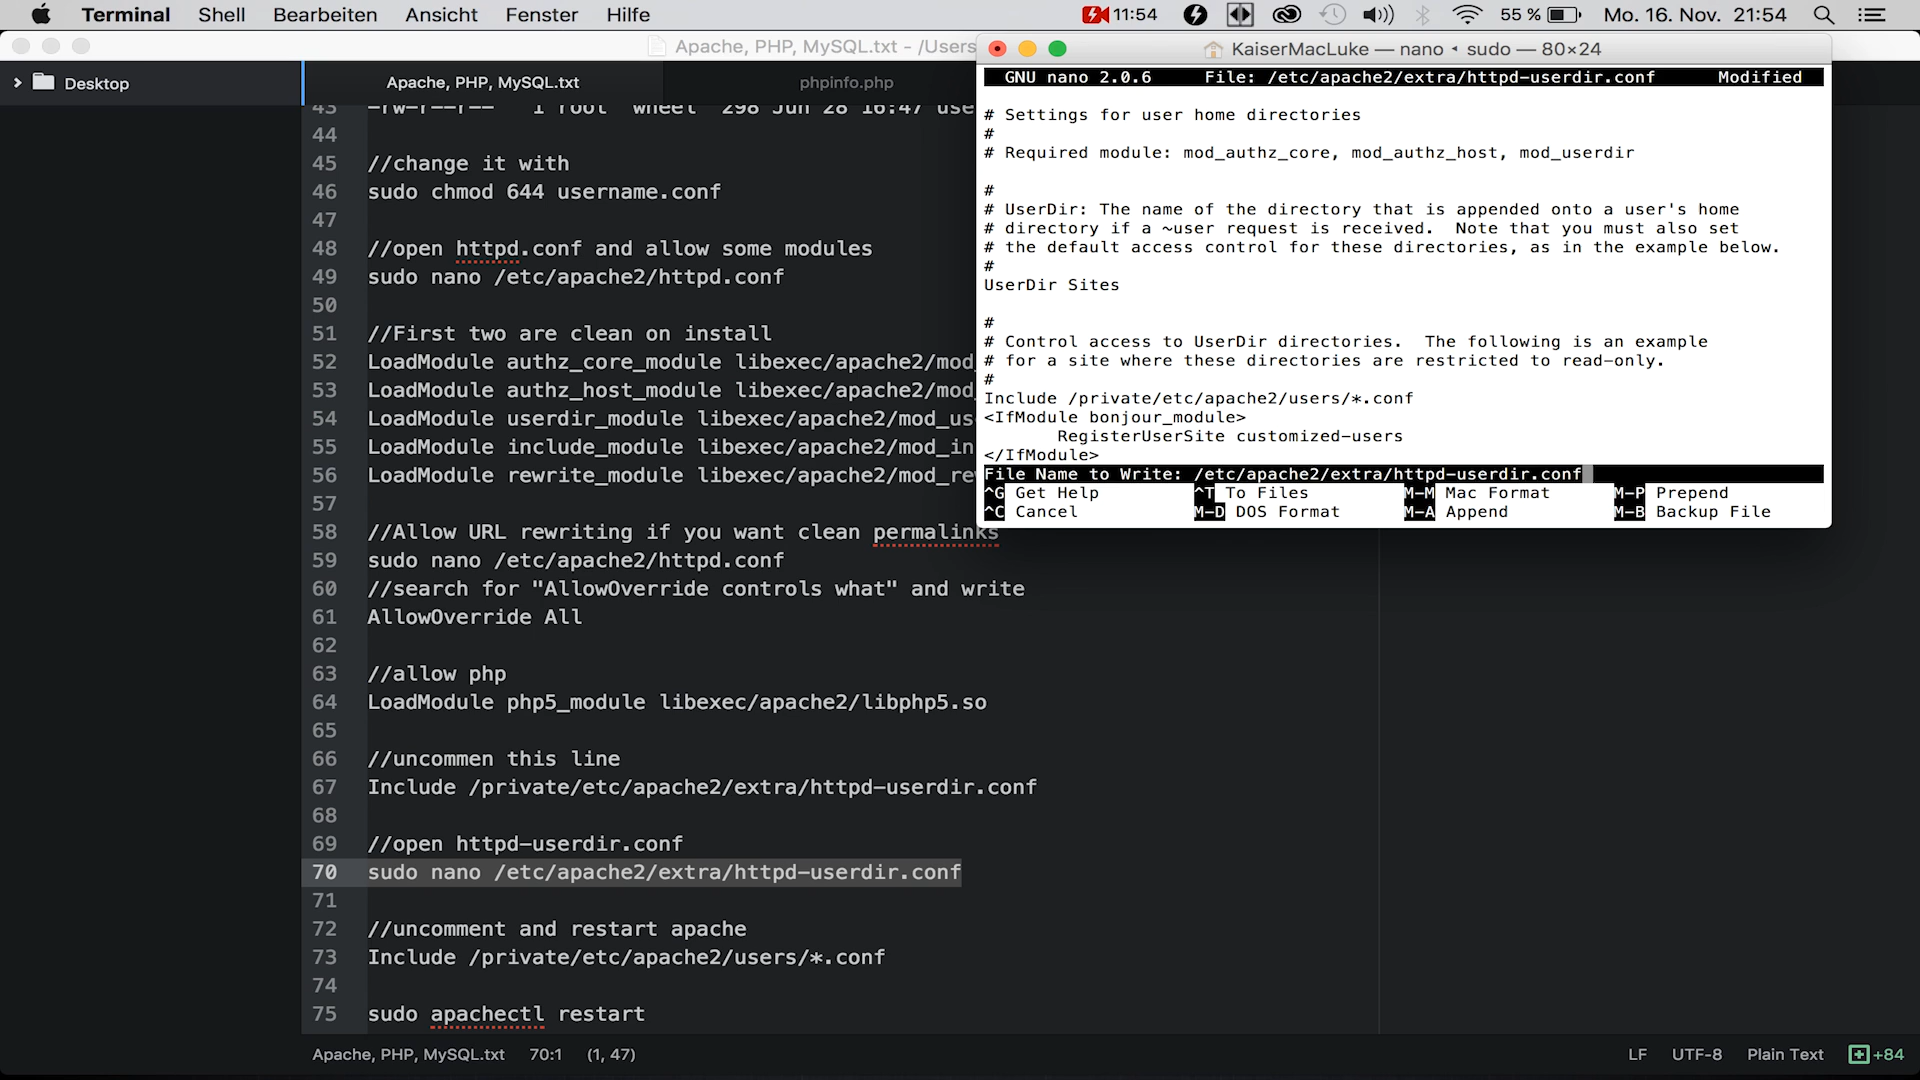 Terminal Shell Bearbeiten Ansicht Fenster Hilfe 11:54 55 % Mo. 16. Nov. 21:54
Apache, PHP, MySQL.txt - /Users
Desktop
Apache, PHP, MySQL.txt phpinfo.php
43 -rw-r--r-- 1 root wheel 298 Jun 28 16:47 use
44
45 //change it with
46 sudo chmod 644 username.conf
47
48 //open httpd.conf and allow some modules
49 sudo nano /etc/apache2/httpd.conf
50
51 //First two are clean on install
52 LoadModule authz_core_module libexec/apache2/mod_
53 LoadModule authz_host_module libexec/apache2/mod_
54 LoadModule userdir_module libexec/apache2/mod_us
55 LoadModule include_module libexec/apache2/mod_in
56 LoadModule rewrite_module libexec/apache2/mod_re
57
58 //Allow URL rewriting if you want clean permalinks
59 sudo nano /etc/apache2/httpd.conf
60 //search for "AllowOverride controls what" and write
61 AllowOverride All
62
63 //allow php
64 LoadModule php5_module libexec/apache2/libphp5.so
65
66 //uncommen this line
67 Include /private/etc/apache2/extra/httpd-userdir.conf
68
69 //open httpd-userdir.conf
70 sudo nano /etc/apache2/extra/httpd-userdir.conf
71
72 //uncomment and restart apache
73 Include /private/etc/apache2/users/*.conf
74
75 sudo apachectl restart
Apache, PHP, MySQL.txt 70:1 (1, 47) LF UTF-8 Plain Text +84
KaiserMacLuke — nano ◂ sudo — 80×24
GNU nano 2.0.6 File: /etc/apache2/extra/httpd-userdir.conf Modified
# Settings for user home directories
#
# Required module: mod_authz_core, mod_authz_host, mod_userdir
#
# UserDir: The name of the directory that is appended onto a user's home
# directory if a ~user request is received. Note that you must also set
# the default access control for these directories, as in the example below.
#
UserDir Sites
#
# Control access to UserDir directories. The following is an example
# for a site where these directories are restricted to read-only.
#
Include /private/etc/apache2/users/*.conf
<IfModule bonjour_module>
RegisterUserSite customized-users
</IfModule>
File Name to Write: /etc/apache2/extra/httpd-userdir.conf
^G Get Help ^T To Files M-M Mac Format M-P Prepend
^C Cancel M-D DOS Format M-A Append M-B Backup File